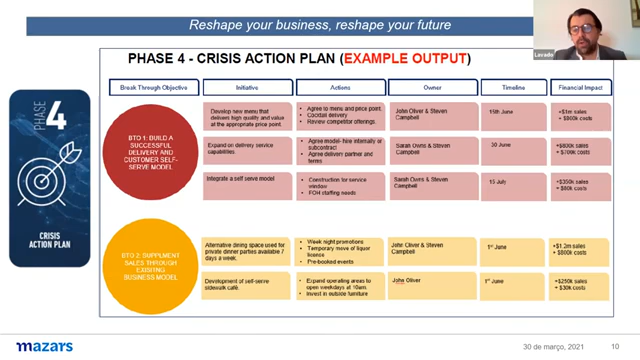 Reshape your business, reshape your future
Lavado
PHASE 4 - CRISIS ACTION PLAN (EXAMPLE OUTPUT)
Break Through Objective
Initiative
Actions
Owner
Timeline
Financial Impact
PHASE 4
CRISIS
ACTION PLAN
BTO 1: BUILD A
SUCCESSFUL
DELIVERY AND
CUSTOMER SELF-
SERVE MODEL
Develop new menu that
delivers high quality and value
at the appropriate price point.
• Agree to menu and price point.
• Cocktail delivery
• Review competitor offerings.
John Oliver & Steven
Campbell
15th June
+$1m sales
+ $800k costs
Expand on delivery service
capabilities
• Agree model- hire internally or
subcontract
• Agree delivery partner and
terms
Sarah Owns & Steven
Campbell
30 June
+$800k sales
+ $700k costs
Integrate a self serve model
• Construction for service
window
• FOH staffing needs
Sarah Owns & Steven
Campbell
15 July
+$350k sales
+ $80k costs
BTO 2: SUPPLMENT
SALES THROUGH
EXISITING
BUSINESS MODEL
Alternative dining space used for
private dinner parties available 7
days a week.
• Week night promotions
• Temporary move of liquor
license
• Pre-booked events
John Oliver & Steven
Campbell
1st June
+$1.2m sales
+ $800k costs
Development of self-serve
sidewalk café.
• Expand operating areas to
open weekdays at 10am.
• Invest in outside furniture
John Oliver
1st June
+$250k sales
+ $30k costs
mazars
30 de março, 2021
10